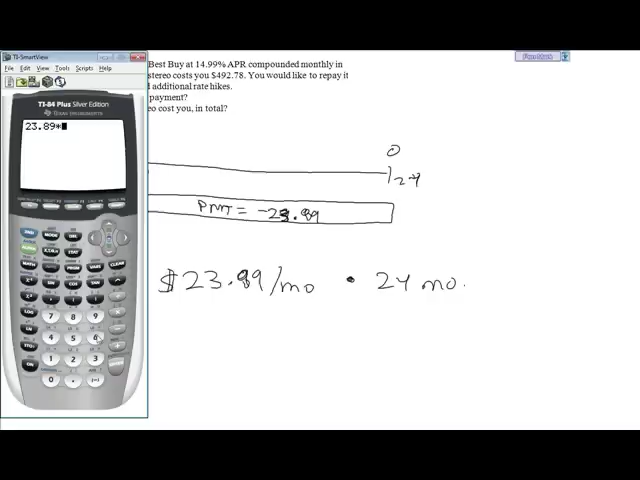 TI-SmartView
File Edit View Tools Scripts Help
Best Buy at 14.99% APR compounded monthly in
stereo costs you $492.78. You would like to repay it
d additional rate hikes.
payment?
eo cost you, in total?
TI-84 Plus Silver Edition
TEXAS INSTRUMENTS
23.89*
0
24
PMT = -23.89
$23.89/mo • 24 mo.